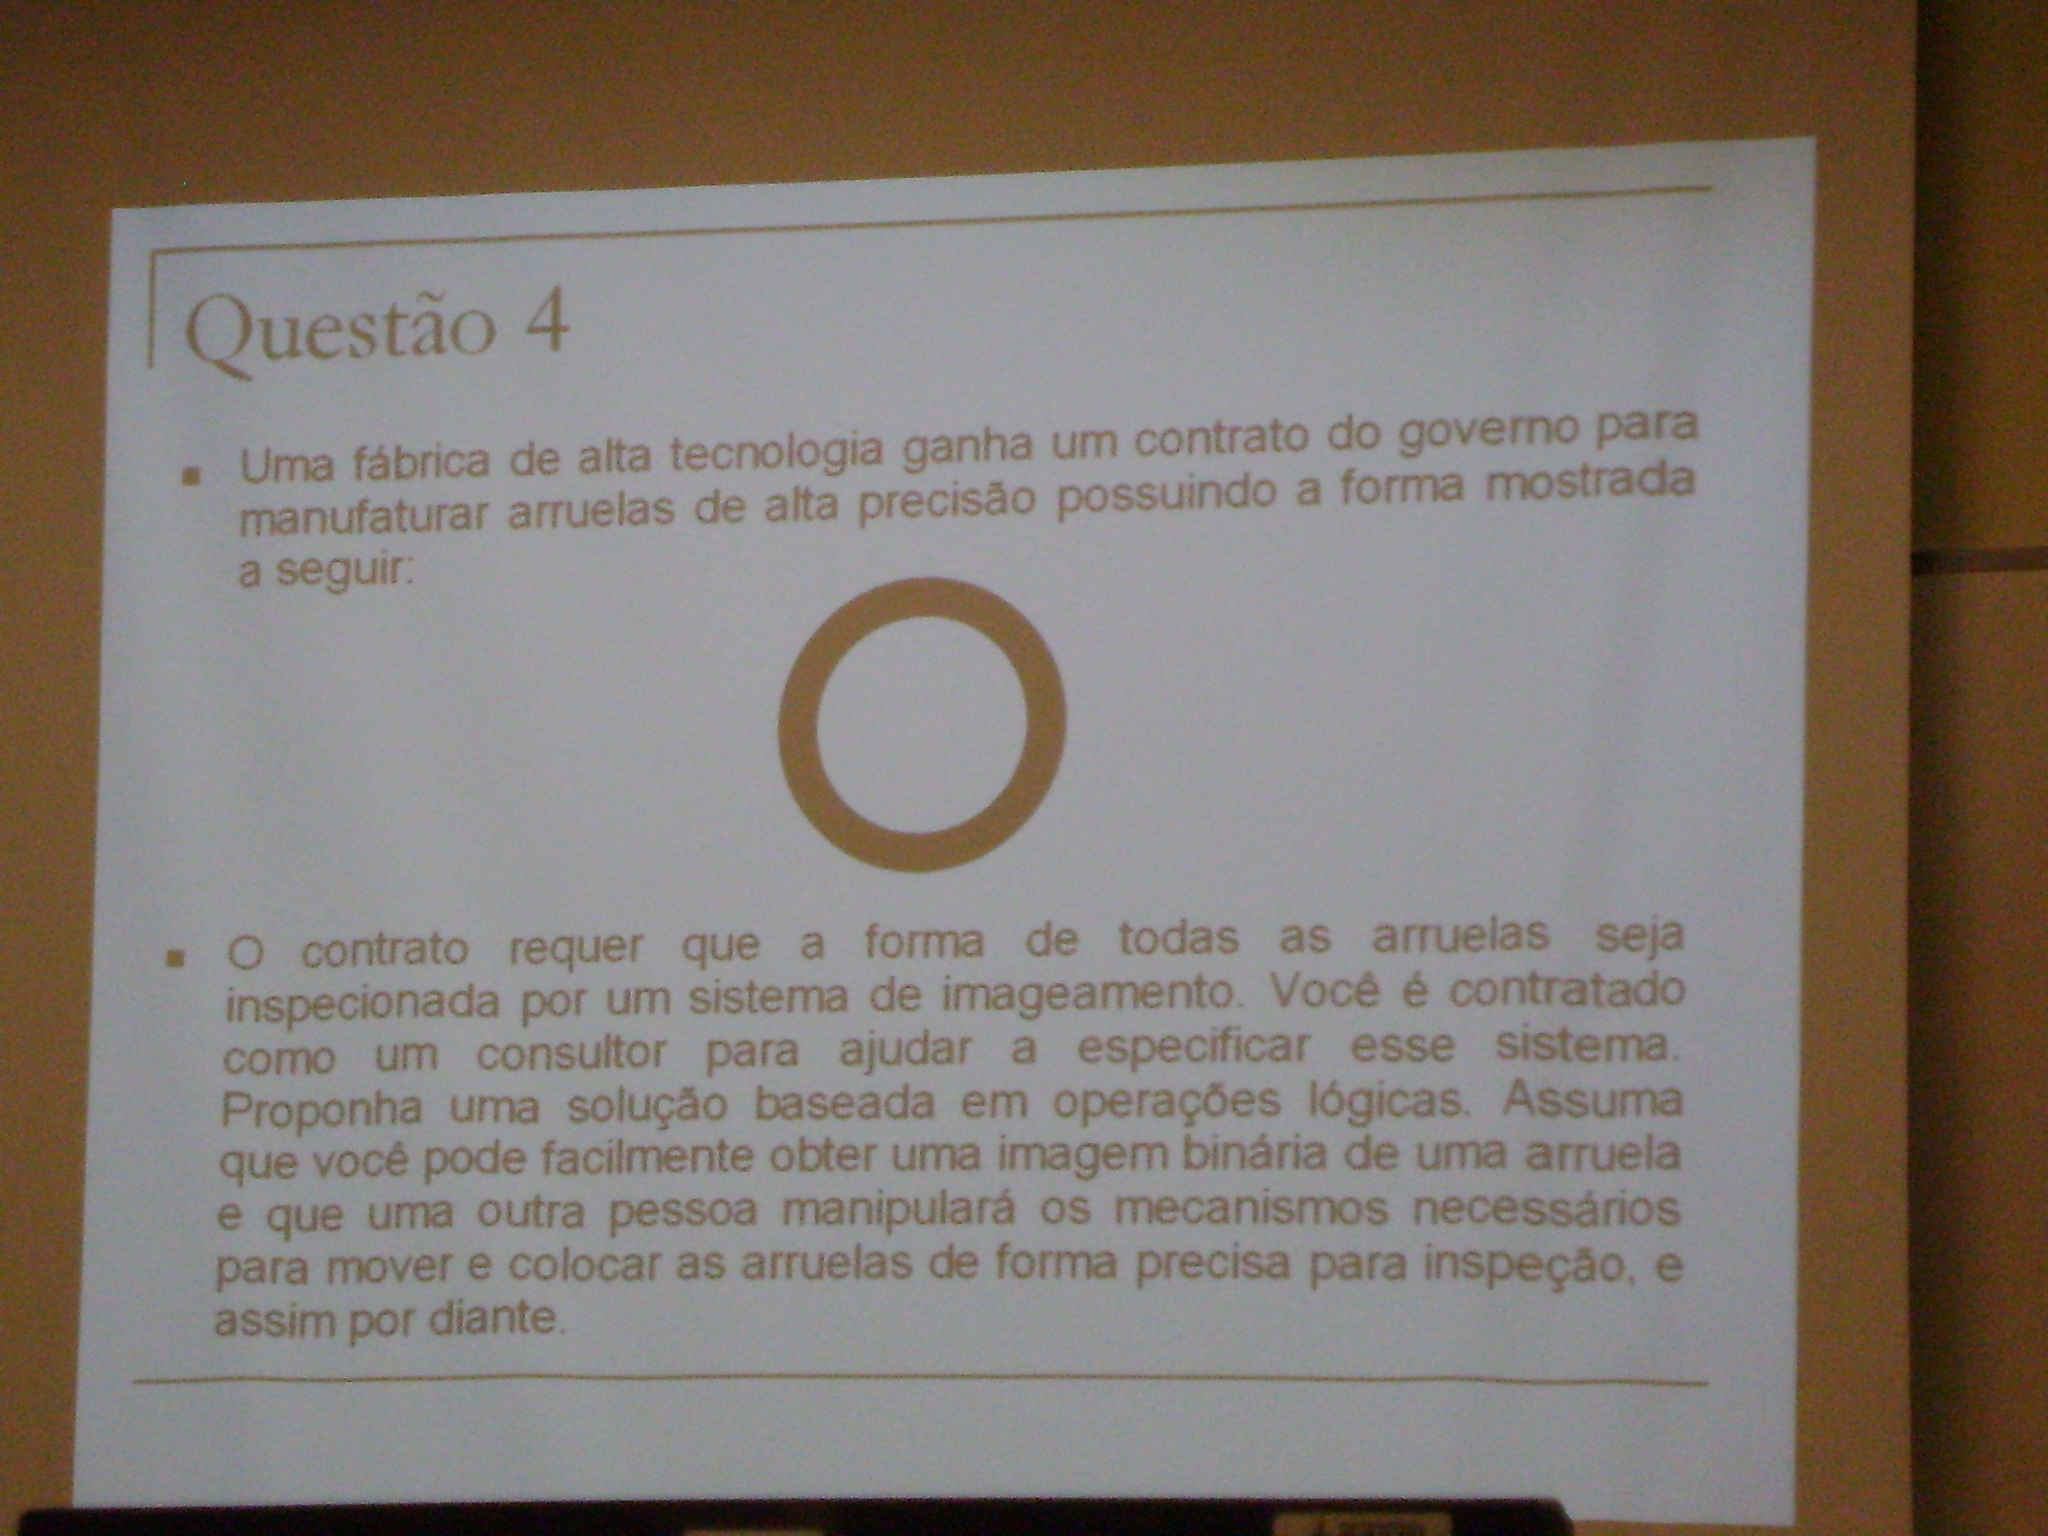 Questão 4
Uma fábrica de alta tecnologia ganha um contrato do governo para
manufaturar arruelas de alta precisão possuindo a forma mostrada
a seguir:
O contrato requer que a forma de todas as arruelas seja
inspecionada por um sistema de imageamento. Você é contratado
como um consultor para ajudar a especificar esse sistema.
Proponha uma solução baseada em operações lógicas. Assuma
que você pode facilmente obter uma imagem binária de uma arruela
e que uma outra pessoa manipulará os mecanismos necessários
para mover e colocar as arruelas de forma precisa para inspeção, e
assim por diante.